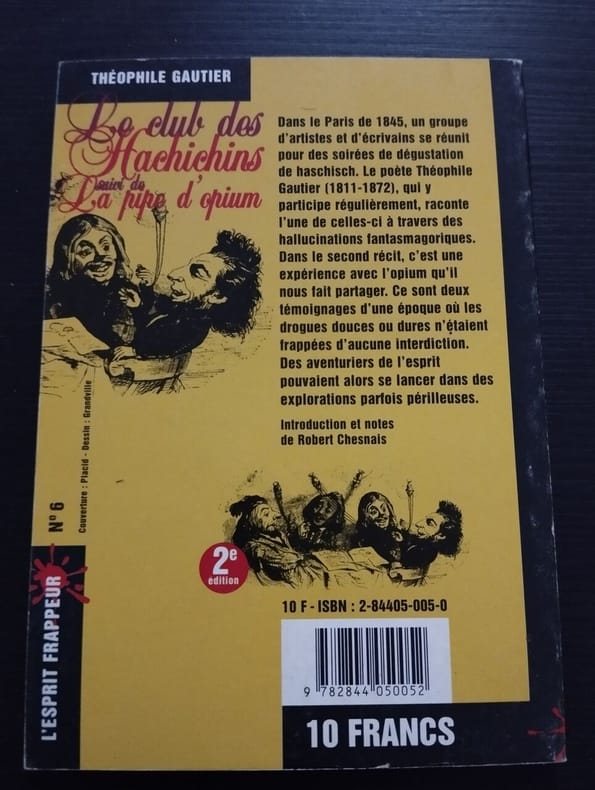 THÉOPHILE GAUTIER
Le club des
Hachichins
suivi de
La pipe d'opium
Dans le Paris de 1845, un groupe
d'artistes et d'écrivains se réunit
pour des soirées de dégustation
de haschisch. Le poète Théophile
Gautier (1811-1872), qui y
participe régulièrement, raconte
l'une de celles-ci à travers des
hallucinations fantasmagoriques.
Dans le second récit, c'est une
expérience avec l'opium qu'il
nous fait partager. Ce sont deux
témoignages d'une époque où les
drogues douces ou dures n'étaient
frappées d'aucune interdiction.
Des aventuriers de l'esprit
pouvaient alors se lancer dans des
explorations parfois périlleuses.
Introduction et notes
de Robert Chesnais
Couverture : Placid - Dessin : Grandville
N° 6
L'ESPRIT FRAPPEUR
2e
édition
10 F - ISBN : 2-84405-005-0
9 782844 050052
10 FRANCS